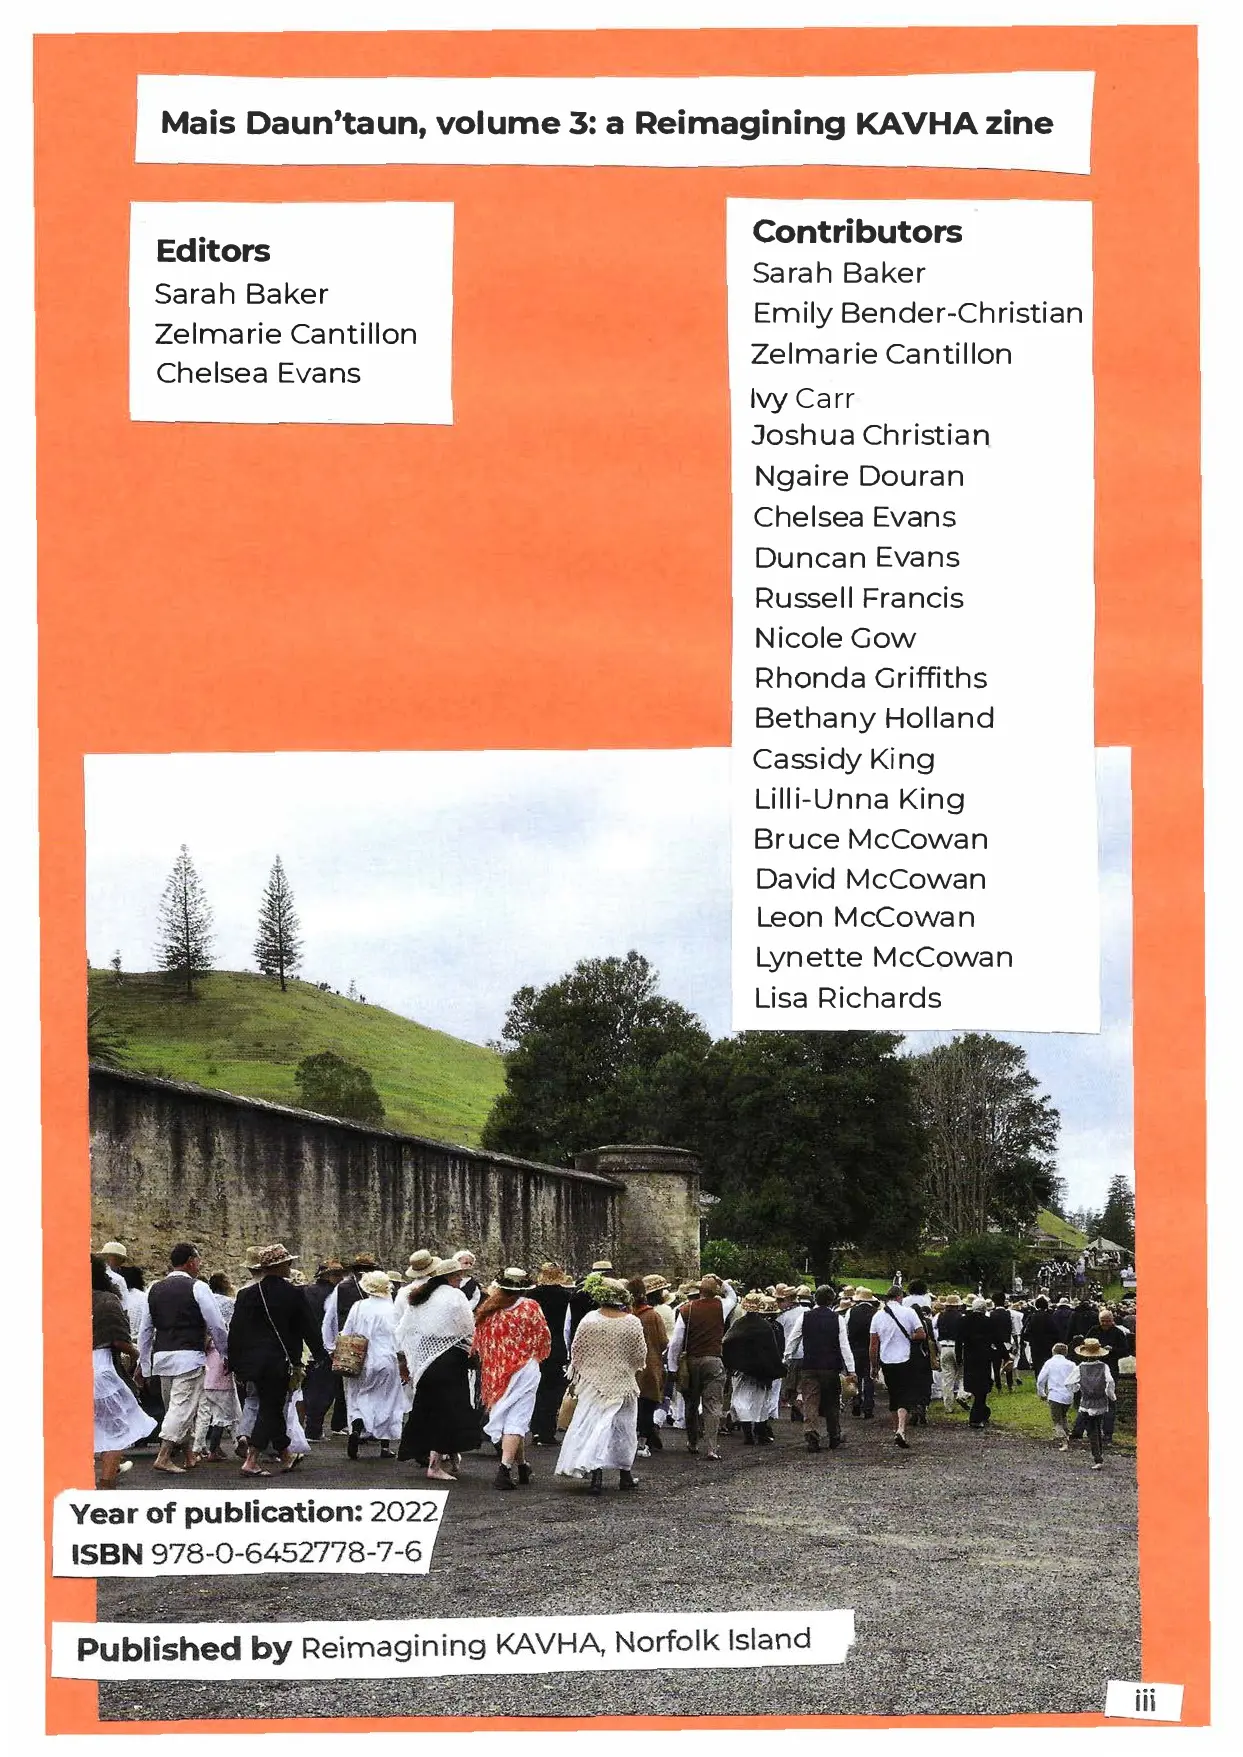 Mais Daun'taun, volume 3: a Reimagining KAVHA zine
Editors
Sarah Baker
Zelmarie Cantillon
Chelsea Evans
Contributors
Sarah Baker
Emily Bender-Christian
Zelmarie Cantillon
Ivy Carr
Joshua Christian
Ngaire Douran
Chelsea Evans
Duncan Evans
Russell Francis
Nicole Gow
Rhonda Griffiths
Bethany Holland
Cassidy King
Lilli-Unna King
Bruce McCowan
David McCowan
Leon McCowan
Lynette McCowan
Lisa Richards
Year of publication: 2022
ISBN 978-0-6452778-7-6
Published by Reimagining KAVHA, Norfolk Island
iii